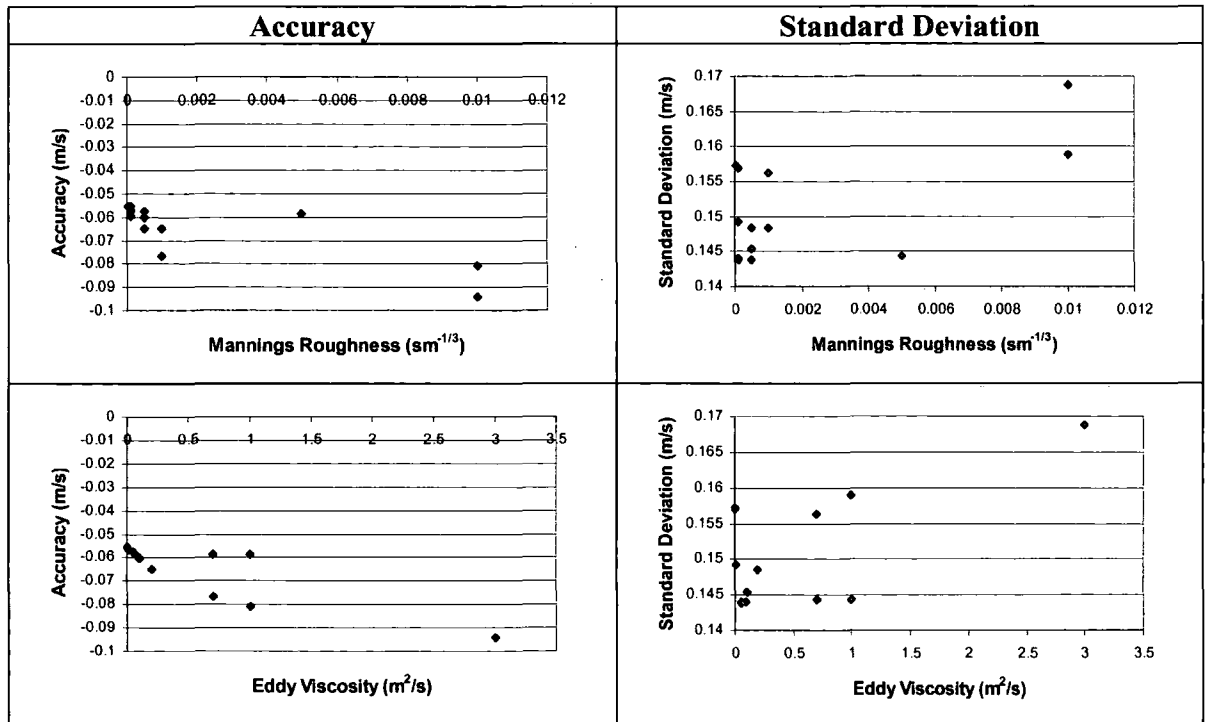 Accuracy
Standard Deviation
0
-0.01
-0.02
-0.03
-0.04
-0.05
-0.06
-0.07
-0.08
-0.09
-0.1
0 0.002 0.004 0.006 0.008 0.01 0.012
Accuracy (m/s)
Mannings Roughness (sm-1/3)
0.17
0.165
0.16
0.155
0.15
0.145
0.14
0 0.002 0.004 0.006 0.008 0.01 0.012
Standard Deviation (m/s)
Mannings Roughness (sm-1/3)
0
-0.01
-0.02
-0.03
-0.04
-0.05
-0.06
-0.07
-0.08
-0.09
-0.1
0 0.5 1 1.5 2 2.5 3 3.5
Accuracy (m/s)
Eddy Viscosity (m2/s)
0.17
0.165
0.16
0.155
0.15
0.145
0.14
0 0.5 1 1.5 2 2.5 3 3.5
Standard Deviation (m/s)
Eddy Viscosity (m2/s)